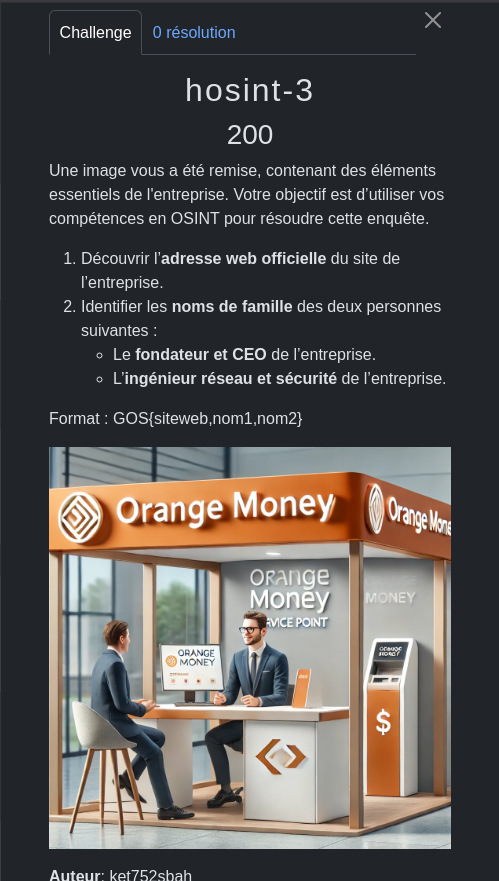 Challenge
0 résolution
hosint-3
200
Une image vous a été remise, contenant des éléments
essentiels de l'entreprise. Votre objectif est d’utiliser vos
compétences en OSINT pour résoudre cette enquête.
1. Découvrir l’adresse web officielle du site de
l’entreprise.
2. Identifier les noms de famille des deux personnes
suivantes :
Le fondateur et CEO de l’entreprise.
L’ingénieur réseau et sécurité de l’entreprise.
Format : GOS{siteweb,nom1,nom2}
Orange Money
Orange Mone
ORANGE
Money
RVICE POINT
MONEY
ORANGE
MONEY
$
Auteur: ket752sbah